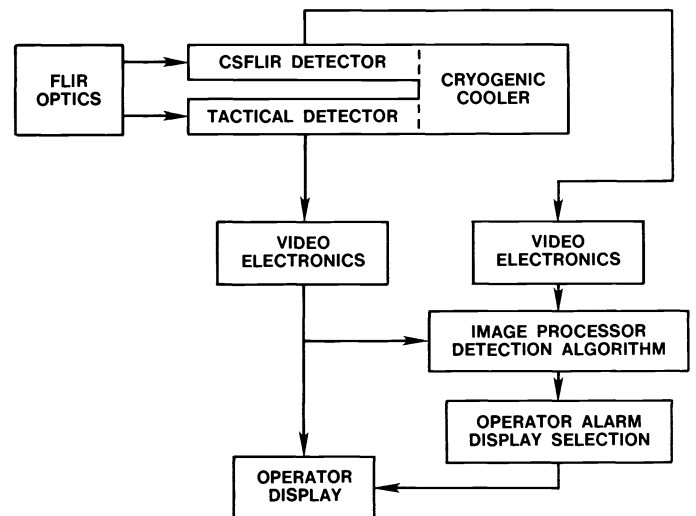 FLIR
OPTICS
CSFLIR DETECTOR
TACTICAL DETECTOR
CRYOGENIC
COOLER
VIDEO
ELECTRONICS
VIDEO
ELECTRONICS
IMAGE PROCESSOR
DETECTION ALGORITHM
OPERATOR ALARM
DISPLAY SELECTION
OPERATOR
DISPLAY